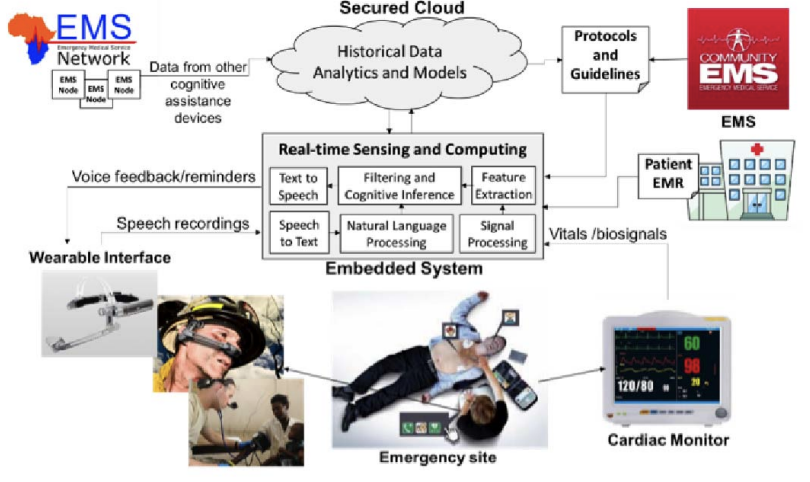 Secured Cloud
EMS
Emergency Medical Service
Network
EMS
Node
EMS
Node
EMS
Node
Data from other
cognitive
assistance
devices
Historical Data
Analytics and Models
Protocols
and
Guidelines
COMMUNITY
EMS
EMERGENCY MEDICAL SERVICE
EMS
Real-time Sensing and Computing
Text to
Speech
Filtering and
Cognitive Inference
Feature
Extraction
Speech
to Text
Natural Language
Processing
Signal
Processing
Embedded System
Patient
EMR
Voice feedback/reminders
Speech recordings
Vitals /biosignals
Wearable Interface
60
98
120/80
20
Cardiac Monitor
Emergency site